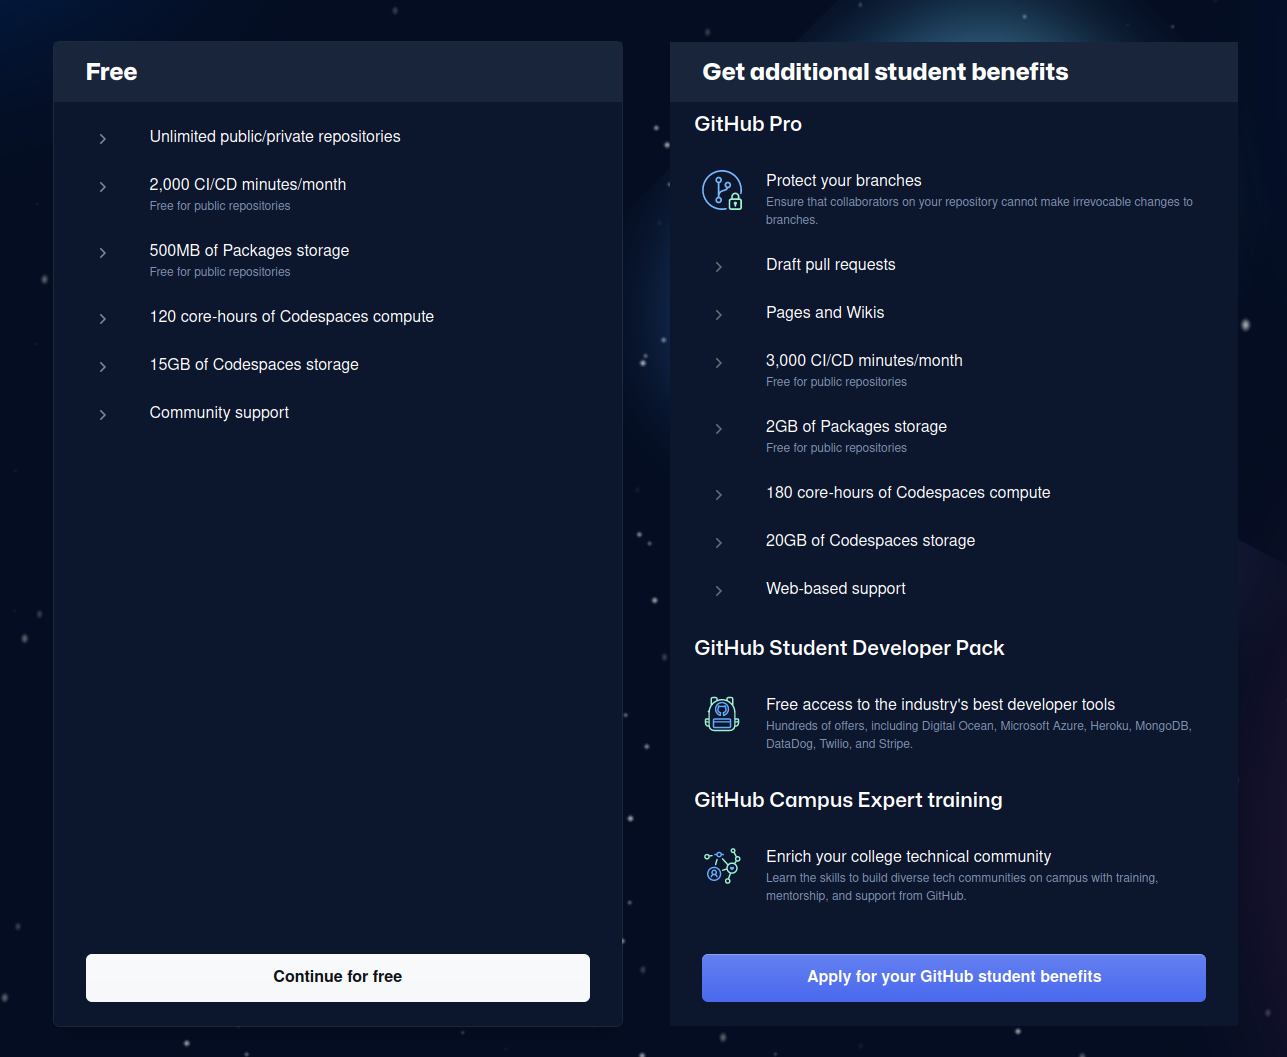 Free
Unlimited public/private repositories
2,000 CI/CD minutes/month
Free for public repositories
500MB of Packages storage
Free for public repositories
120 core-hours of Codespaces compute
15GB of Codespaces storage
Community support
Continue for free
Get additional student benefits
GitHub Pro
Protect your branches
Ensure that collaborators on your repository cannot make irrevocable changes to
branches.
Draft pull requests
Pages and Wikis
3,000 CI/CD minutes/month
Free for public repositories
2GB of Packages storage
Free for public repositories
180 core-hours of Codespaces compute
20GB of Codespaces storage
Web-based support
GitHub Student Developer Pack
Free access to the industry's best developer tools
Hundreds of offers, including Digital Ocean, Microsoft Azure, Heroku, MongoDB,
DataDog, Twilio, and Stripe.
GitHub Campus Expert training
Enrich your college technical community
Learn the skills to build diverse tech communities on campus with training,
mentorship, and support from GitHub.
Apply for your GitHub student benefits